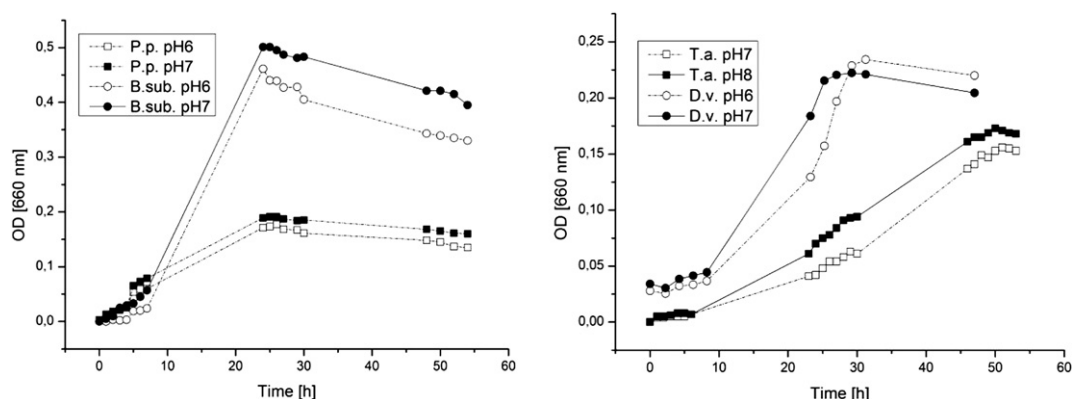 P.p. pH6
P.p. pH7
B.sub. pH6
B.sub. pH7
0,5
0,4
0,3
0,2
0,1
0,0
OD [660 nm]
0
10
20
30
40
50
60
Time [h]
T.a. pH7
T.a. pH8
D.v. pH6
D.v. pH7
0,25
0,20
0,15
0,10
0,05
0,00
OD [660 nm]
0
10
20
30
40
50
60
Time [h]